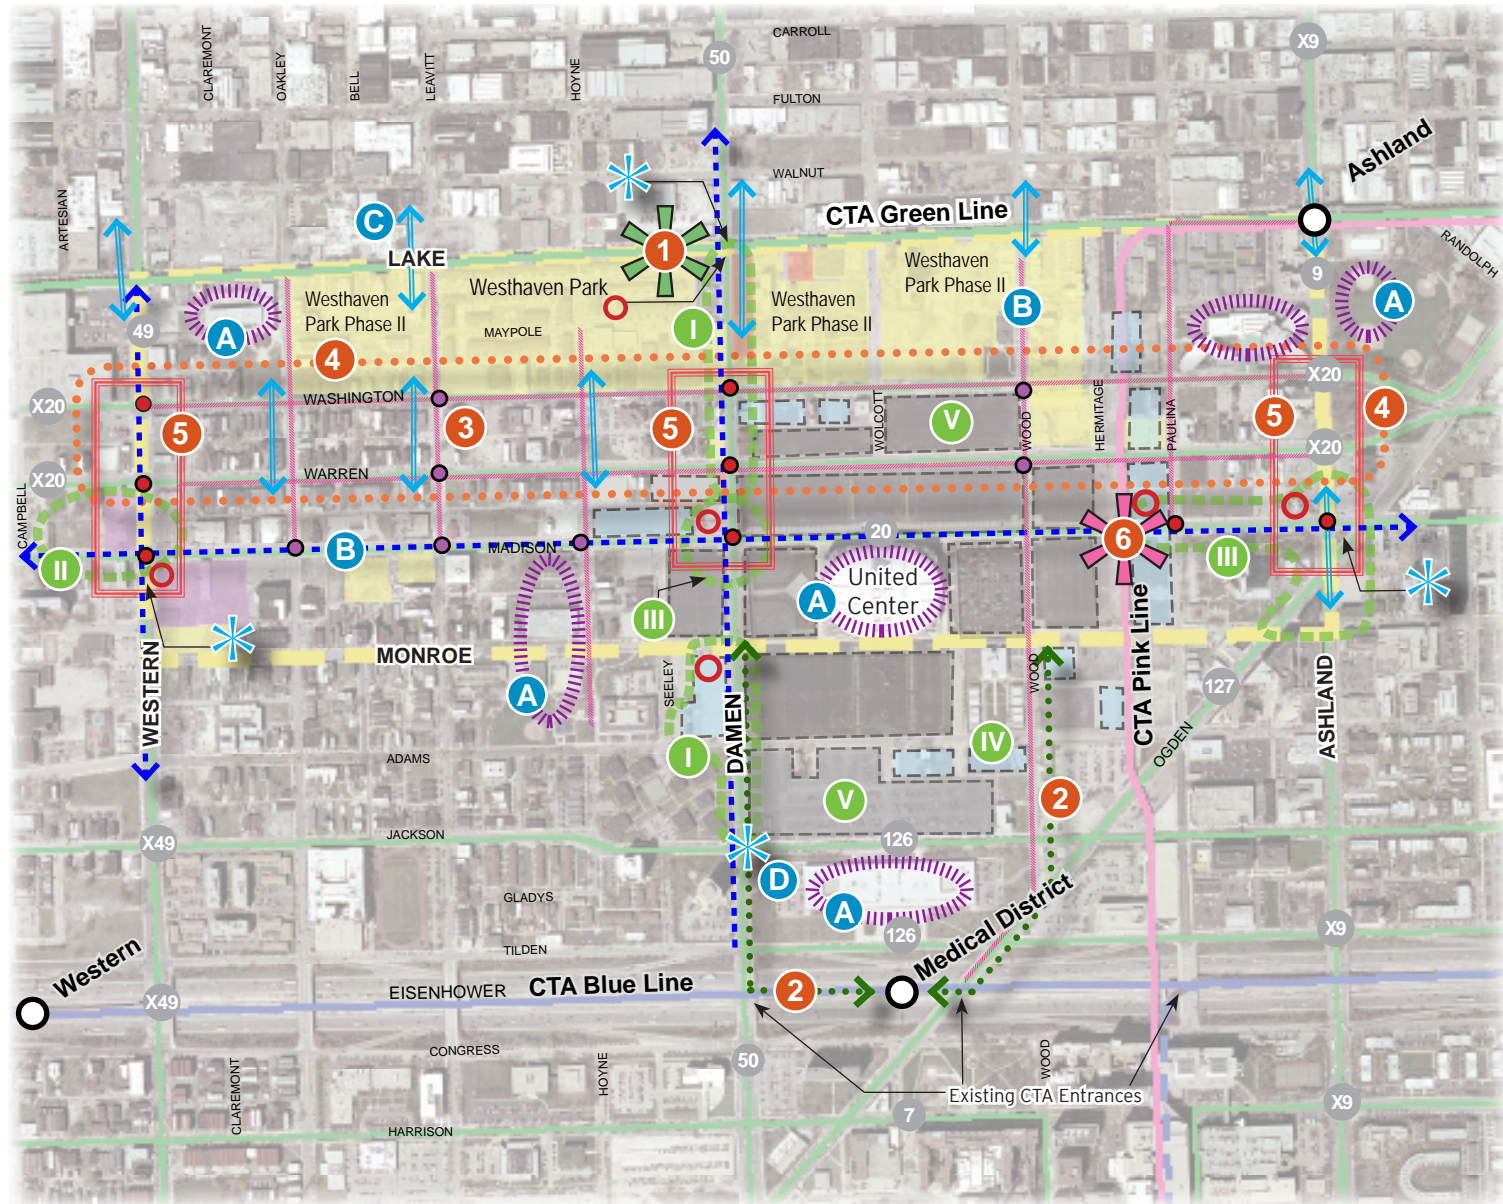 CARROLL
CLAREMONT
OAKLEY
BELL
LEAVITT
HOYNE
50
X9
FULTON
WALNUT
Ashland
ARTESIAN
C
CTA Green Line
1
LAKE
RANDOLPH
9
Westhaven
Park Phase II
Westhaven Park
Westhaven
Park Phase II
Westhaven
Park Phase II
B
A
A
49
MAYPOLE
I
4
X20
X20
WASHINGTON
3
5
5
WOLCOTT
V
WOOD
HERMITAGE
PAULINA
5
4
X20
X20
WARREN
CAMPBELL
II
B
MADISON
20
6
III
III
A
United
Center
MONROE
WESTERN
A
SEELEY
DAMEN
WOOD
CTA Pink Line
127
ASHLAND
OGDEN
ADAMS
I
IV
V
2
JACKSON
X49
126
D
GLADYS
A
126
Medical District
X9
TILDEN
Western
EISENHOWER
CTA Blue Line
2
X49
CONGRESS
50
HOYNE
WOOD
CLAREMONT
Existing CTA Entrances
7
X9
HARRISON